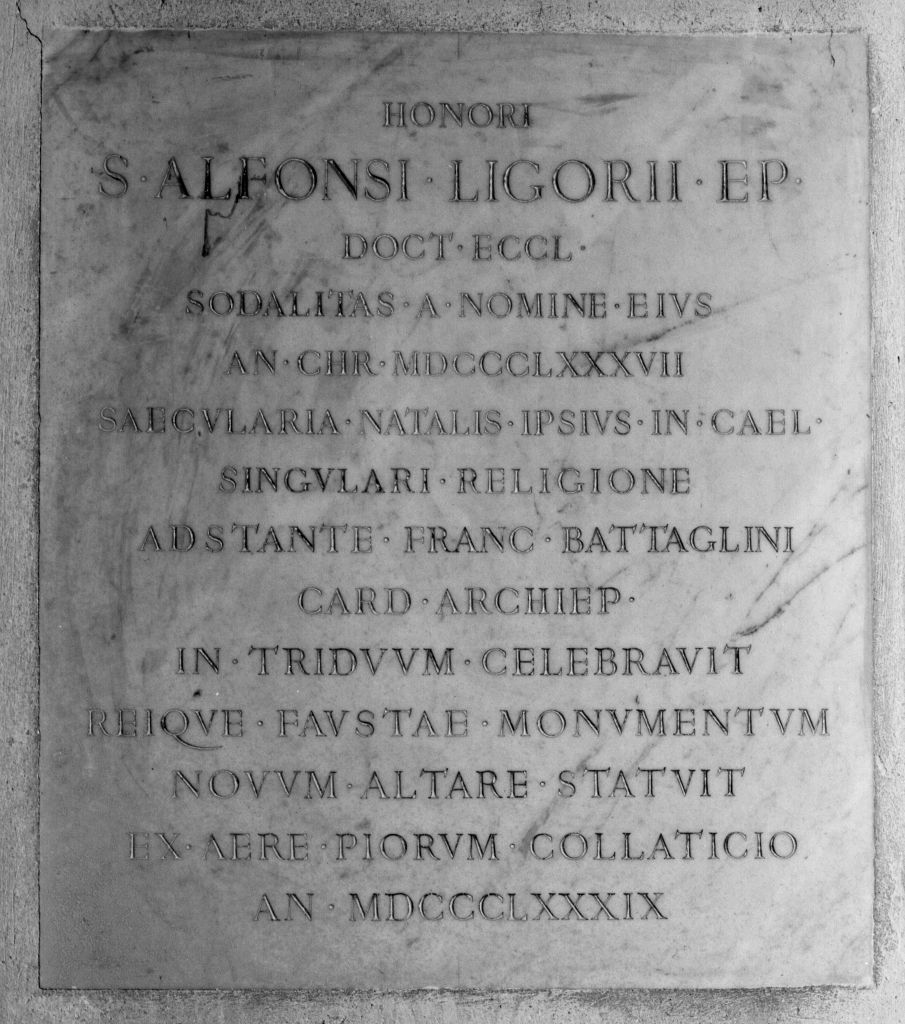 HONORI
S · ALFONSI · LIGORII · EP ·
DOCT · ECCL ·
SODALITAS · A · NOMINE · EIVS
AN · CHR · MDCCCLXXXVII
SAECVLARIA · NATALIS · IPSIVS · IN · CAEL ·
SINGVLARI · RELIGIONE
ADSTANTE · FRANC · BATTAGLINI
CARD · ARCHIEP ·
IN · TRIDVVM · CELEBRAVIT
REIQVE · FAVSTAE · MONVMENTVM
NOVVM · ALTARE · STATVIT
EX · AERE · PIORVM · COLLATICIO
AN · MDCCCLXXXIX